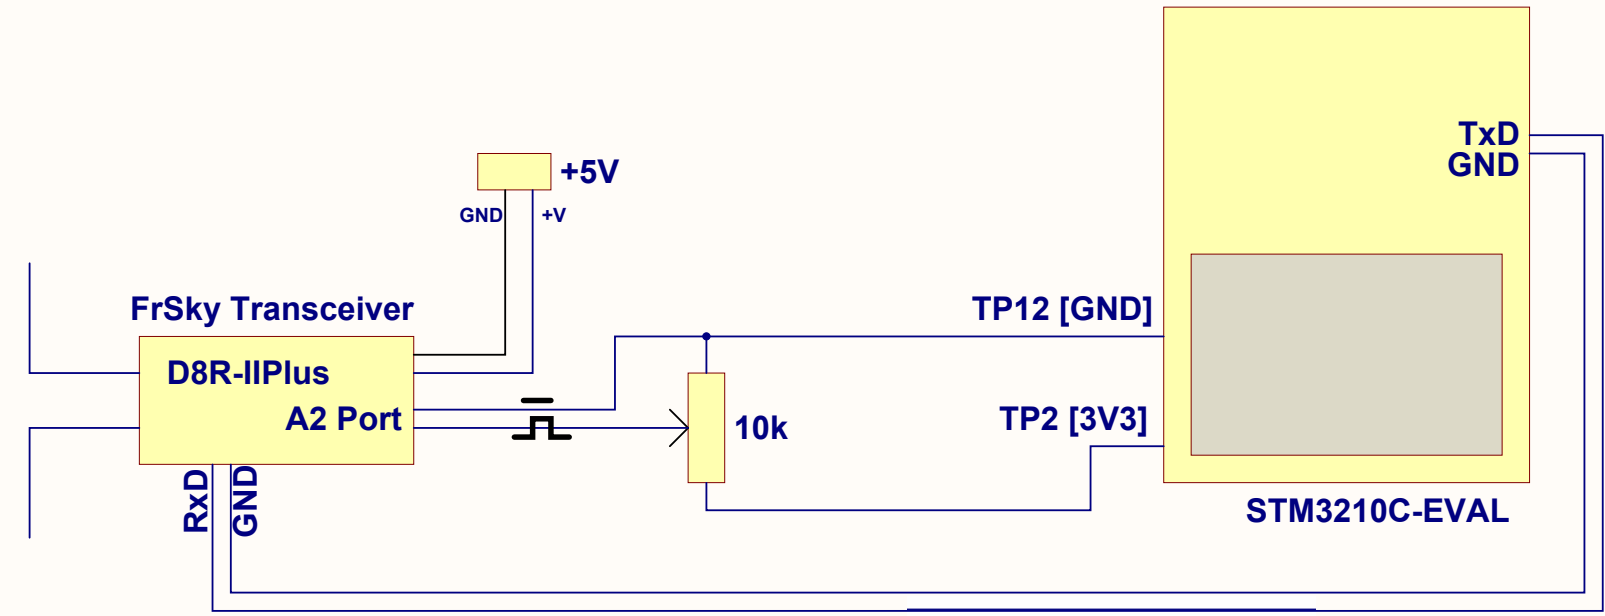 TxD
GND
+5V
GND
+V
FrSky Transceiver
TP12 [GND]
D8R-IIPlus
A2 Port
10k
TP2 [3V3]
RxD
GND
STM3210C-EVAL